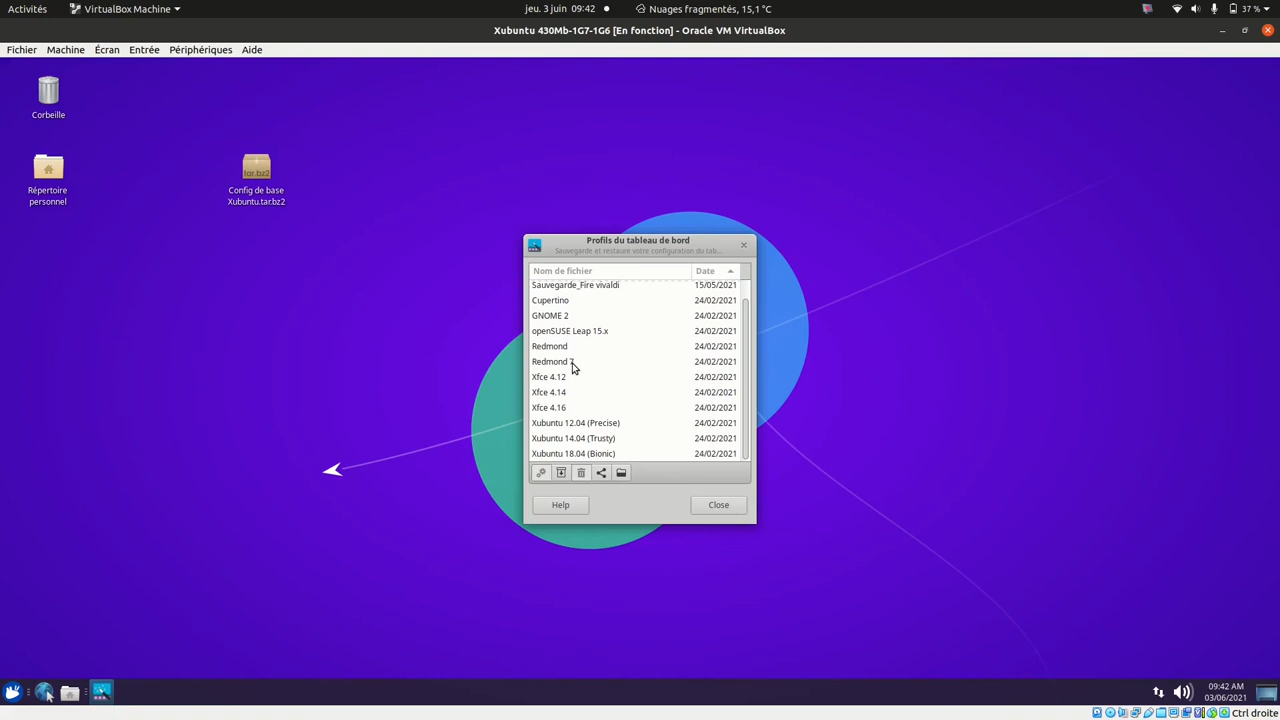 Activités VirtualBox Machine jeu. 3 juin 09:42 Nuages fragmentés, 15,1 °C 37 %
Xubuntu 430Mb-1G7-1G6 [En fonction] - Oracle VM VirtualBox
Fichier Machine Écran Entrée Périphériques Aide
Corbeille
Répertoire
personnel
tar.bz2
Config de base
Xubuntu.tar.bz2
Profils du tableau de bord
Sauvegarde et restaure votre configuration du tab...
Nom de fichier Date
Sauvegarde_Fire vivaldi 15/05/2021
Cupertino 24/02/2021
GNOME 2 24/02/2021
openSUSE Leap 15.x 24/02/2021
Redmond 24/02/2021
Redmond 7 24/02/2021
Xfce 4.12 24/02/2021
Xfce 4.14 24/02/2021
Xfce 4.16 24/02/2021
Xubuntu 12.04 (Precise) 24/02/2021
Xubuntu 14.04 (Trusty) 24/02/2021
Xubuntu 18.04 (Bionic) 24/02/2021
Help Close
09:42 AM
03/06/2021
Ctrl droite